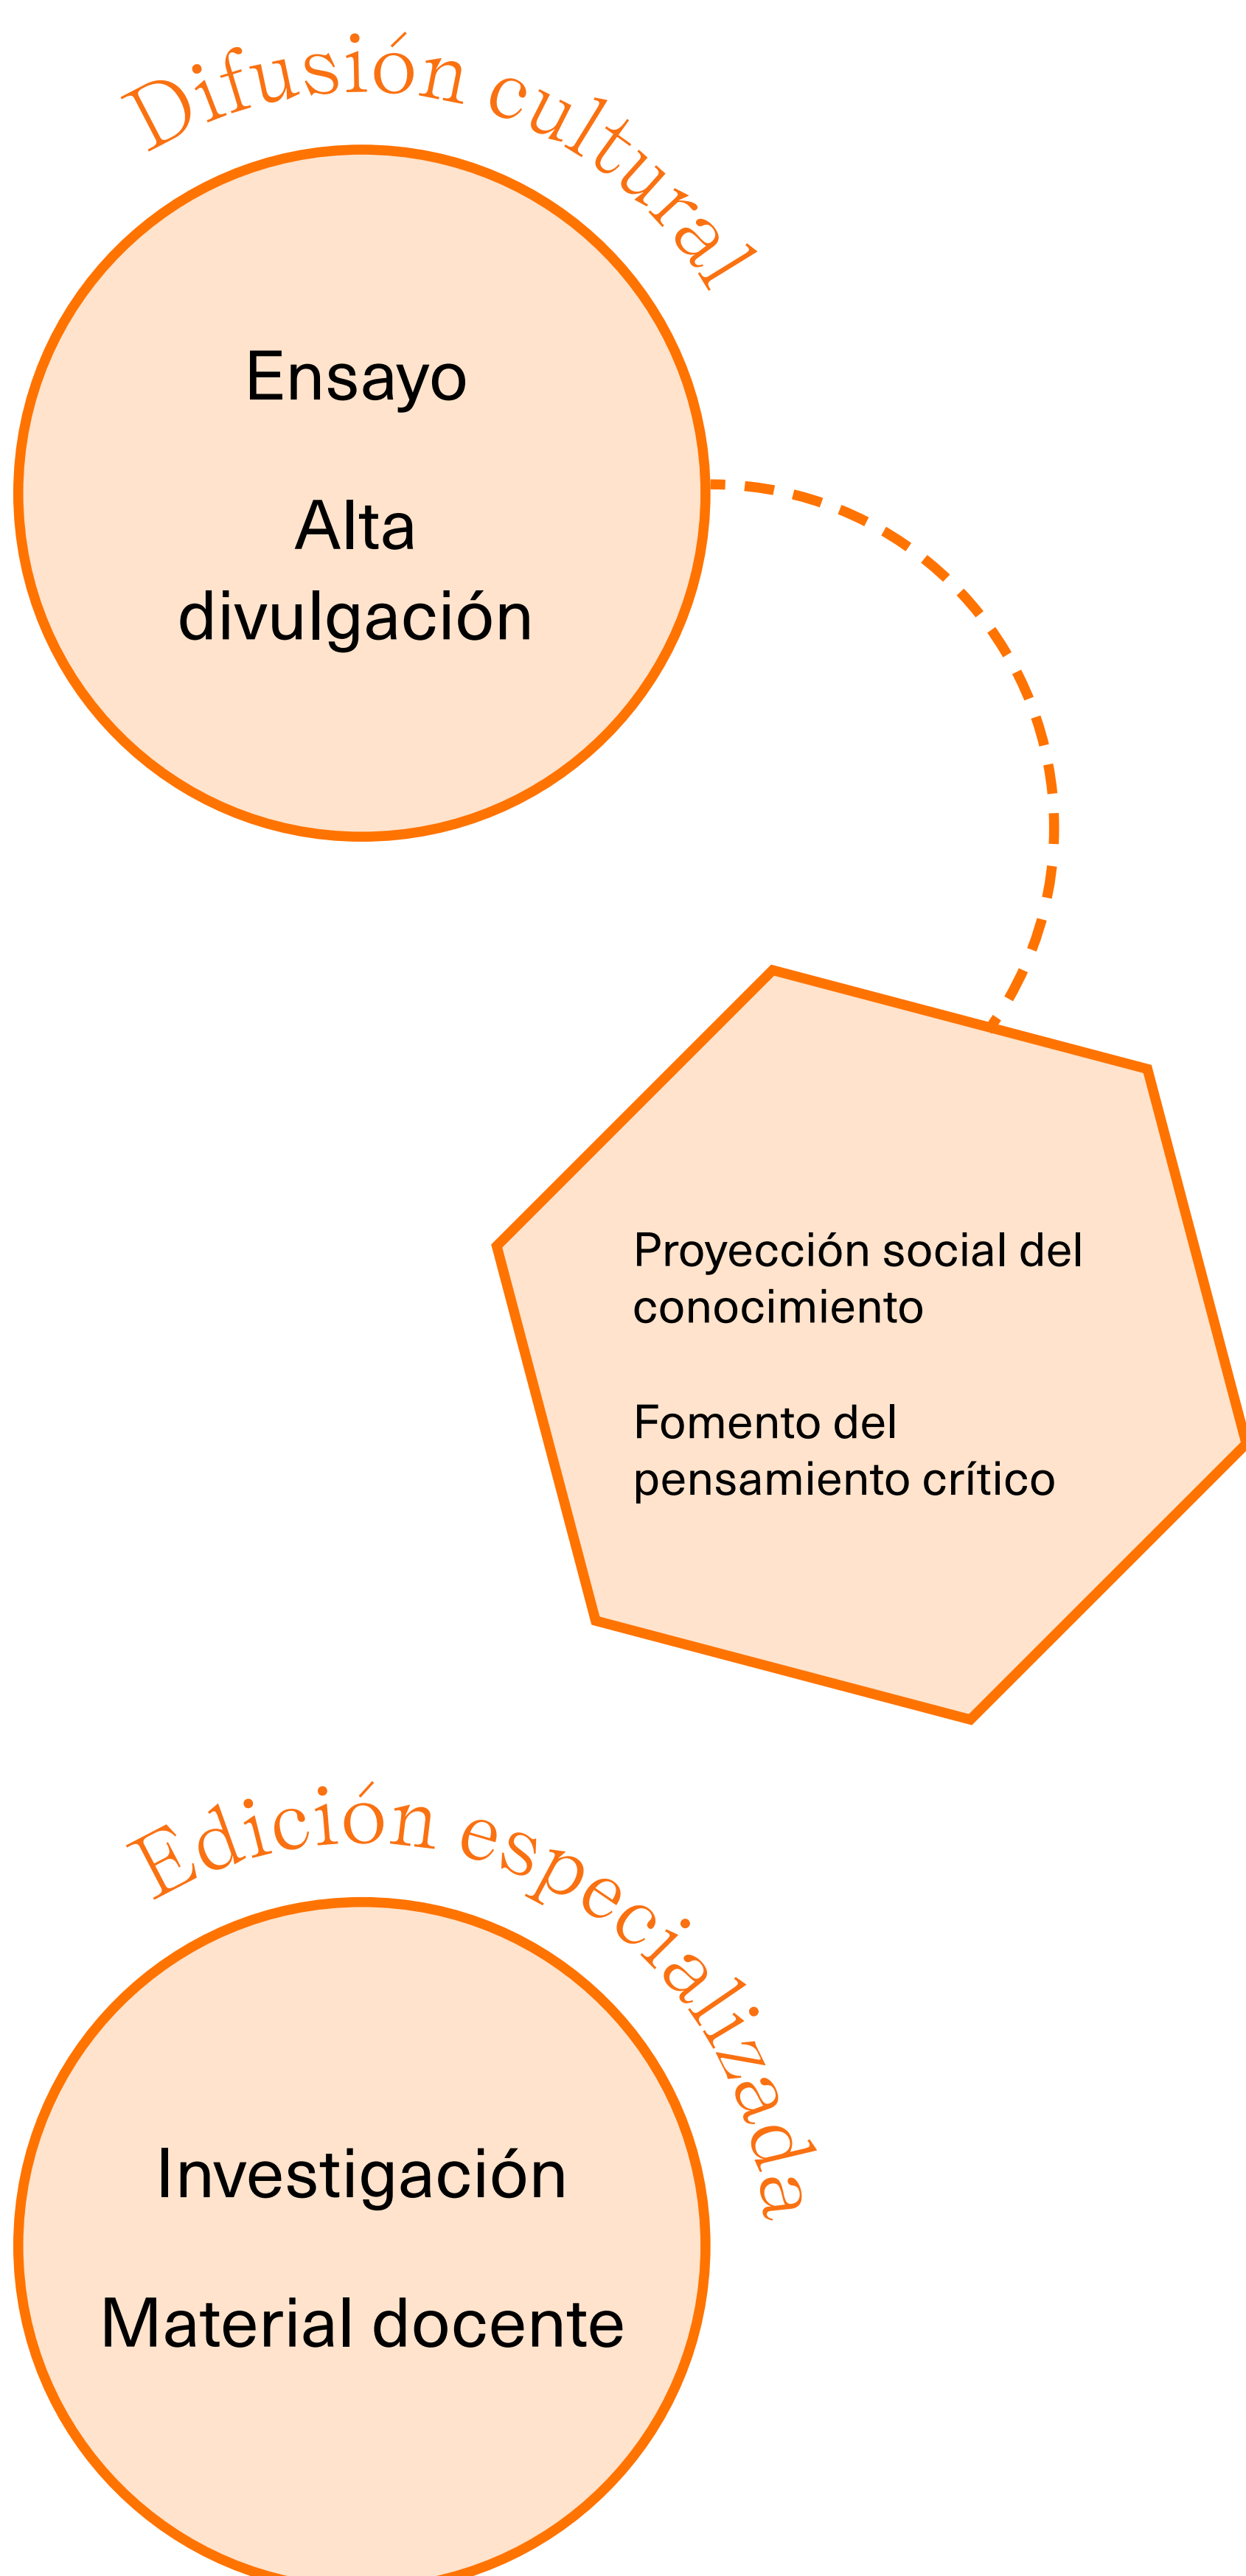 Difusión cultural
Ensayo
Alta
divulgación
Proyección social del
conocimiento
Fomento del
pensamiento crítico
Edición especializada
Investigación
Material docente